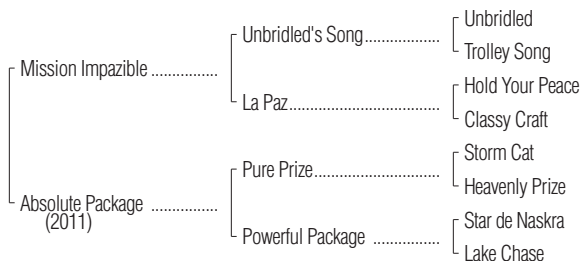 Unbridled
Unbridled's Song..................
Trolley Song
Mission Impazible ................
Hold Your Peace
La Paz.....................................
Classy Craft
Storm Cat
Pure Prize...............................
Heavenly Prize
Absolute Package ................
(2011)
Star de Naskra
Powerful Package ................
Lake Chase